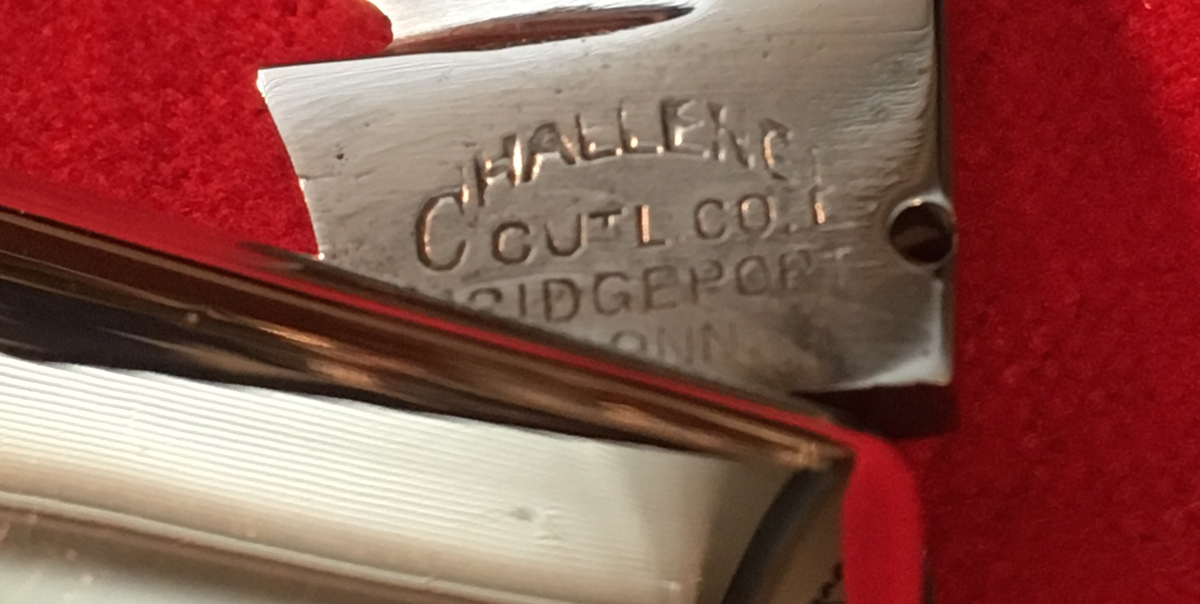 CHALLENGE
CUTL. CO.
BRIDGEPORT
CONN.